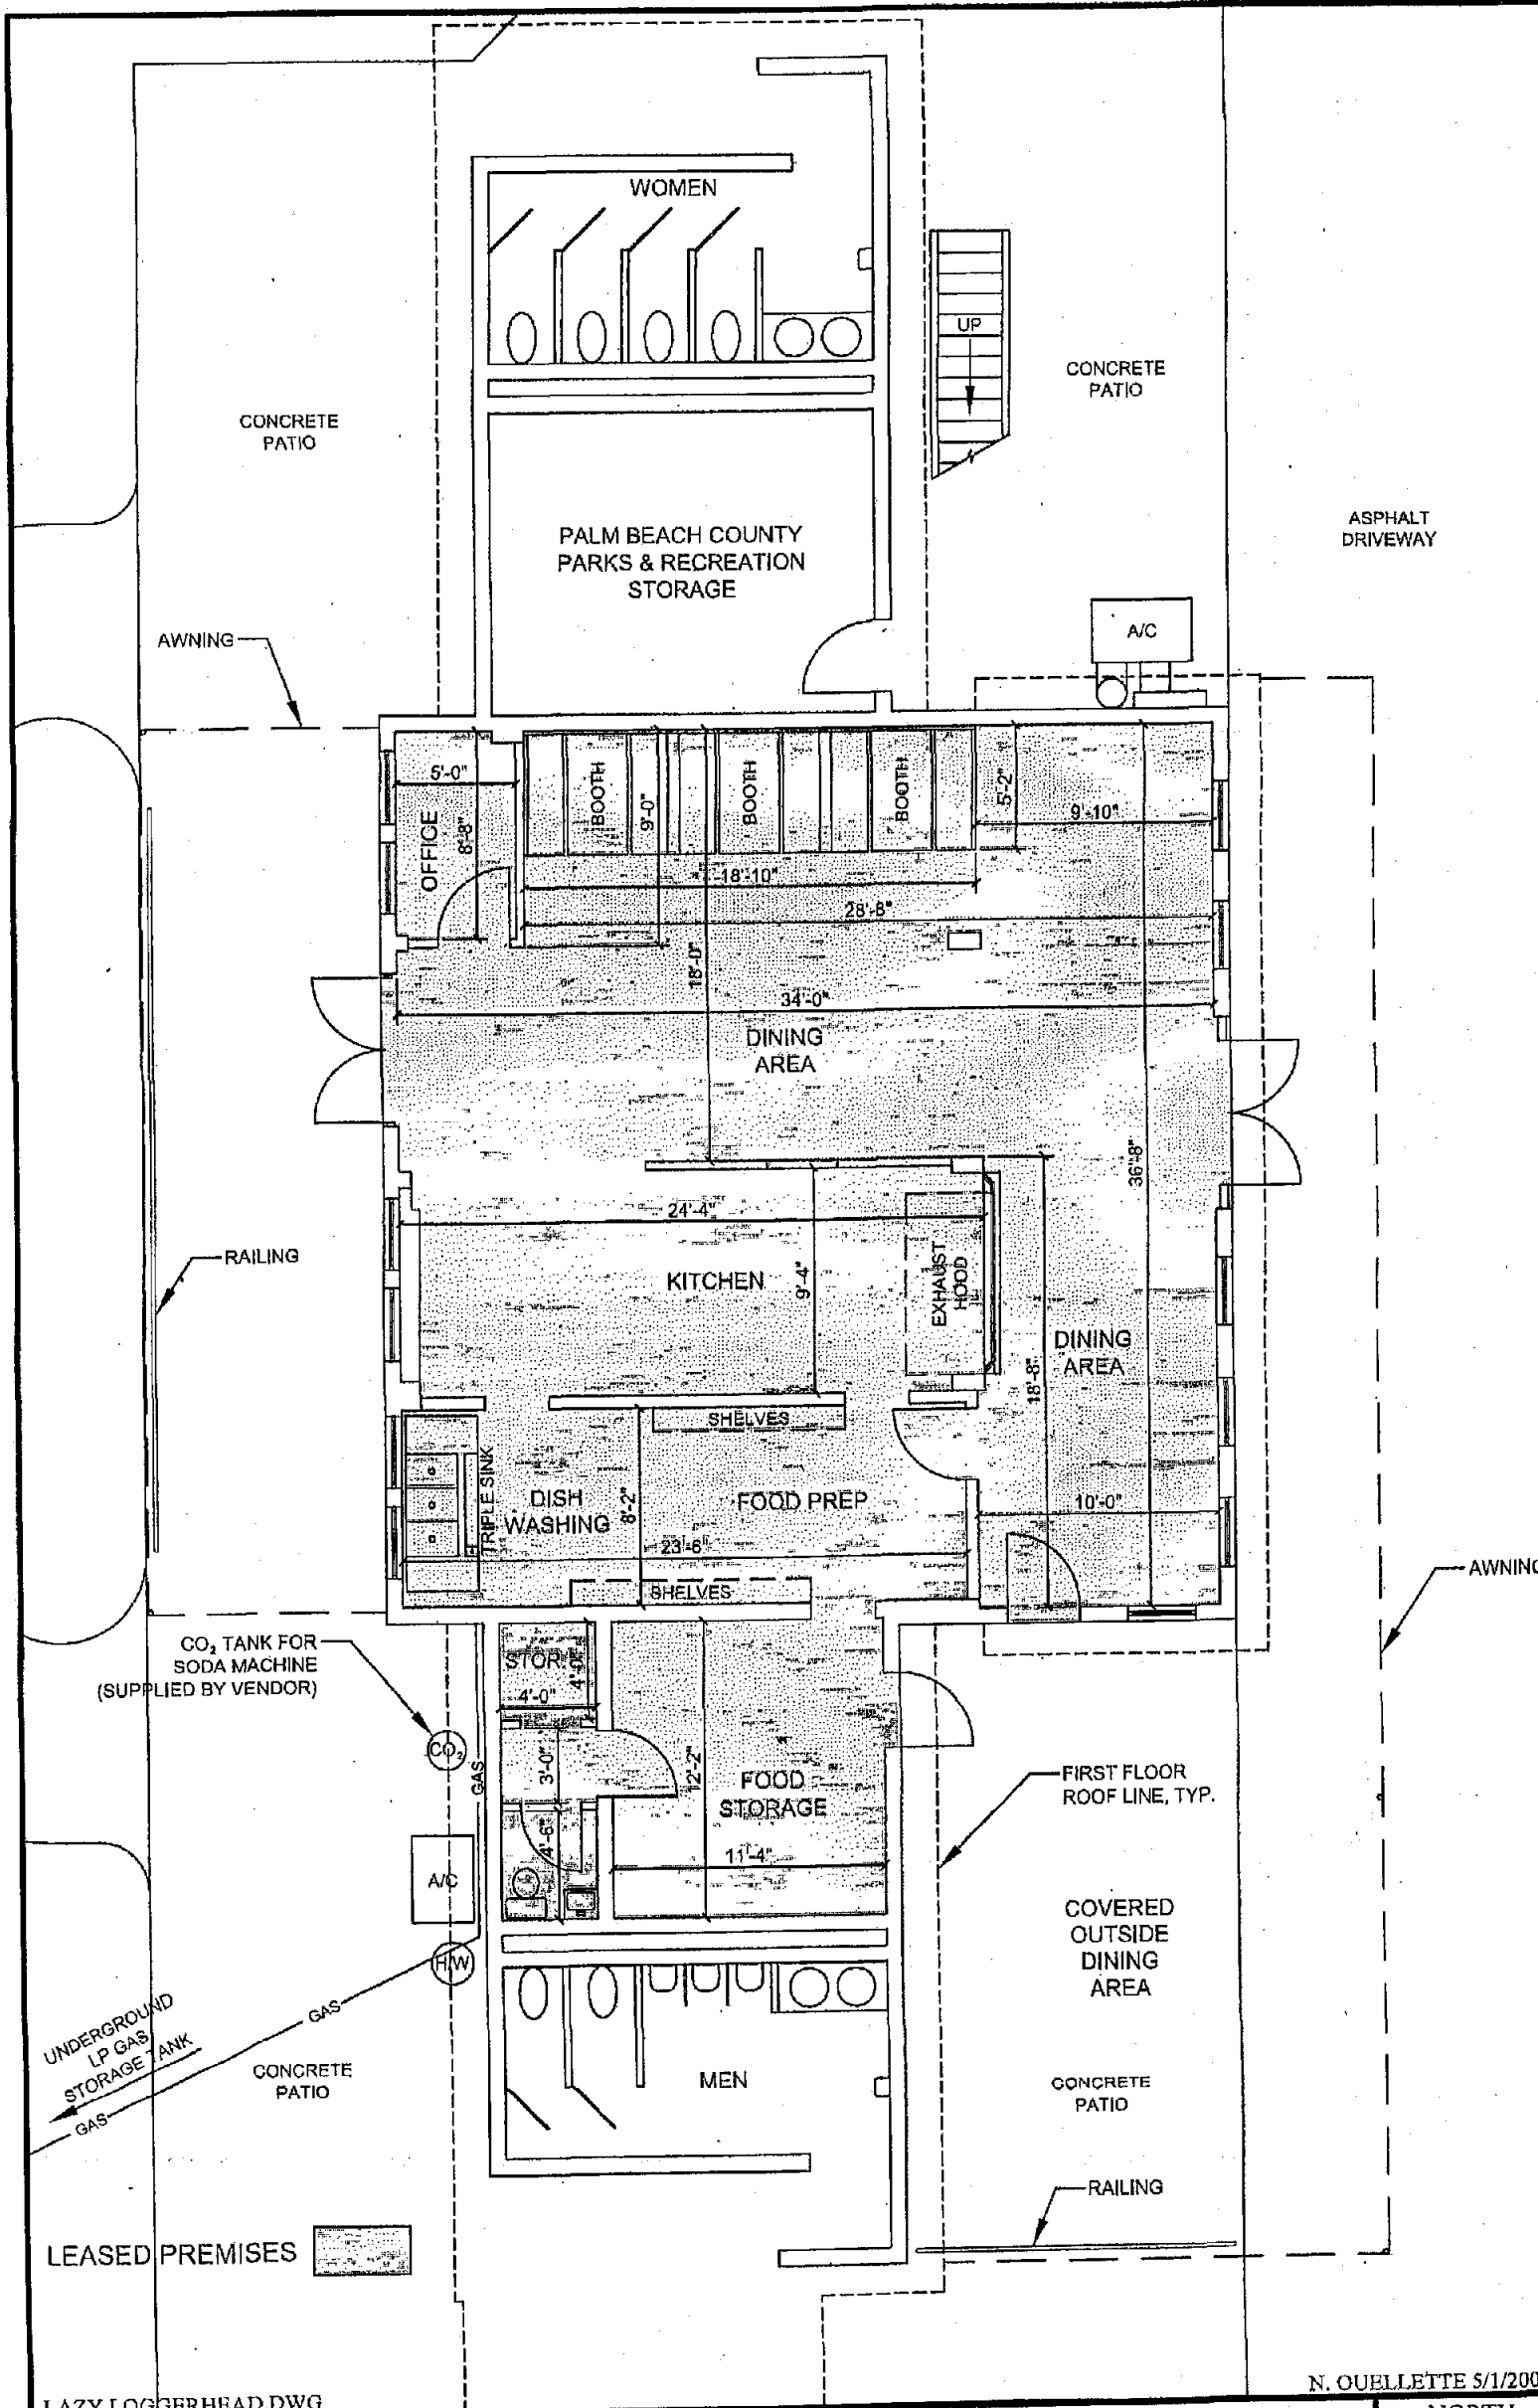 WOMEN
UP
CONCRETE
PATIO
CONCRETE
PATIO
PALM BEACH COUNTY
PARKS & RECREATION
STORAGE
ASPHALT
DRIVEWAY
AWNING
A/C
5'-0"
OFFICE
8'-8"
BOOTH
9'-0"
BOOTH
BOOTH
5'-2"
9'-10"
18'-10"
28'-8"
18'-0"
34'-0"
DINING
AREA
36'-8"
24'-4"
RAILING
KITCHEN
9'-4"
EXHAUST
HOOD
DINING
AREA
18'-8"
SHELVES
TRIPLE SINK
DISH
WASHING
8'-2"
FOOD PREP
10'-0"
23'-6"
SHELVES
AWNING
CO₂ TANK FOR
SODA MACHINE
(SUPPLIED BY VENDOR)
STOR.
4'-0"
4'-0"
CO₂
GAS
3'-0"
12'-2"
FOOD
STORAGE
FIRST FLOOR
ROOF LINE, TYP.
4'-6"
11'-4"
A/C
COVERED
OUTSIDE
DINING
AREA
H/W
UNDERGROUND
LP GAS
STORAGE TANK
GAS
GAS
CONCRETE
PATIO
MEN
CONCRETE
PATIO
RAILING
LEASED PREMISES
N. OUELLETTE 5/1/200
LAZY LOGGERHEAD.DWG
NORTH